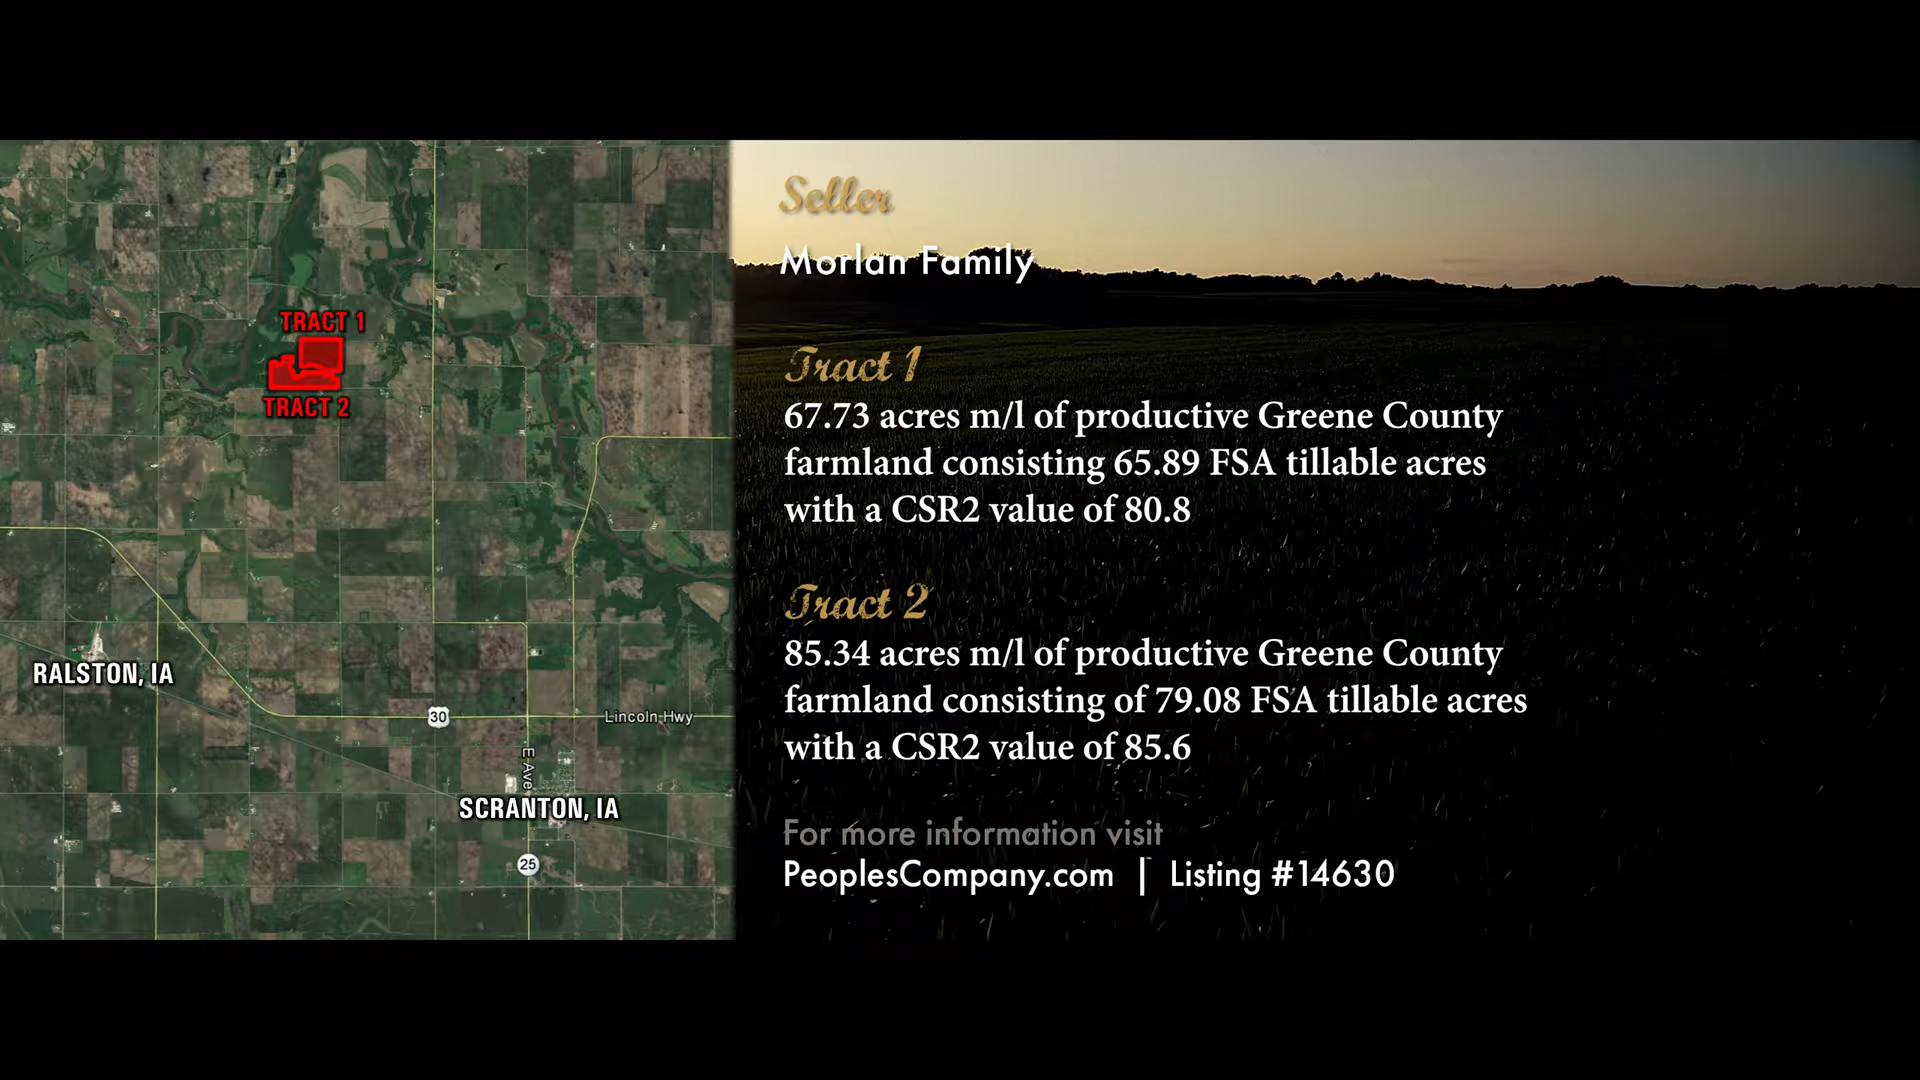 TRACT 1
TRACT 2
RALSTON, IA
30
Lincoln Hwy
E Ave
SCRANTON, IA
25
Seller
Morlan Family
Tract 1
67.73 acres m/l of productive Greene County
farmland consisting 65.89 FSA tillable acres
with a CSR2 value of 80.8
Tract 2
85.34 acres m/l of productive Greene County
farmland consisting of 79.08 FSA tillable acres
with a CSR2 value of 85.6
For more information visit
PeoplesCompany.com | Listing #14630